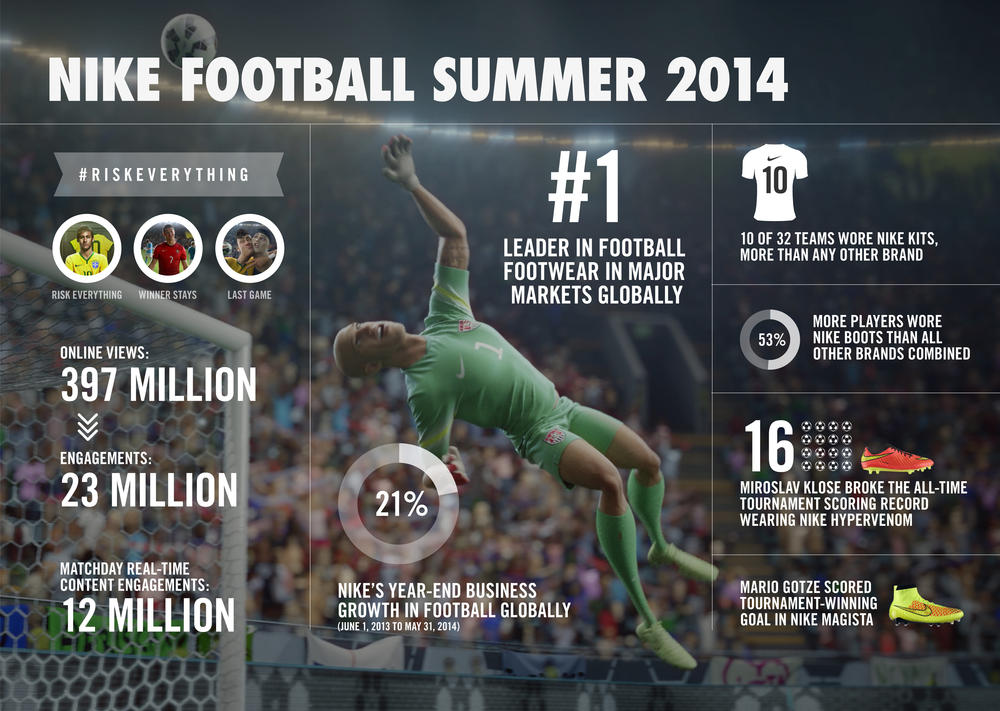 NIKE FOOTBALL SUMMER 2014
#RISKEVERYTHING
RISK EVERYTHING
WINNER STAYS
LAST GAME
ONLINE VIEWS:
397 MILLION
ENGAGEMENTS:
23 MILLION
MATCHDAY REAL-TIME
CONTENT ENGAGEMENTS:
12 MILLION
#1
LEADER IN FOOTBALL
FOOTWEAR IN MAJOR
MARKETS GLOBALLY
1
21%
NIKE'S YEAR-END BUSINESS
GROWTH IN FOOTBALL GLOBALLY
(JUNE 1, 2013 TO MAY 31, 2014)
10
10 OF 32 TEAMS WORE NIKE KITS,
MORE THAN ANY OTHER BRAND
53%
MORE PLAYERS WORE
NIKE BOOTS THAN ALL
OTHER BRANDS COMBINED
16
MIROSLAV KLOSE BROKE THE ALL-TIME
TOURNAMENT SCORING RECORD
WEARING NIKE HYPERVENOM
MARIO GOTZE SCORED
TOURNAMENT-WINNING
GOAL IN NIKE MAGISTA